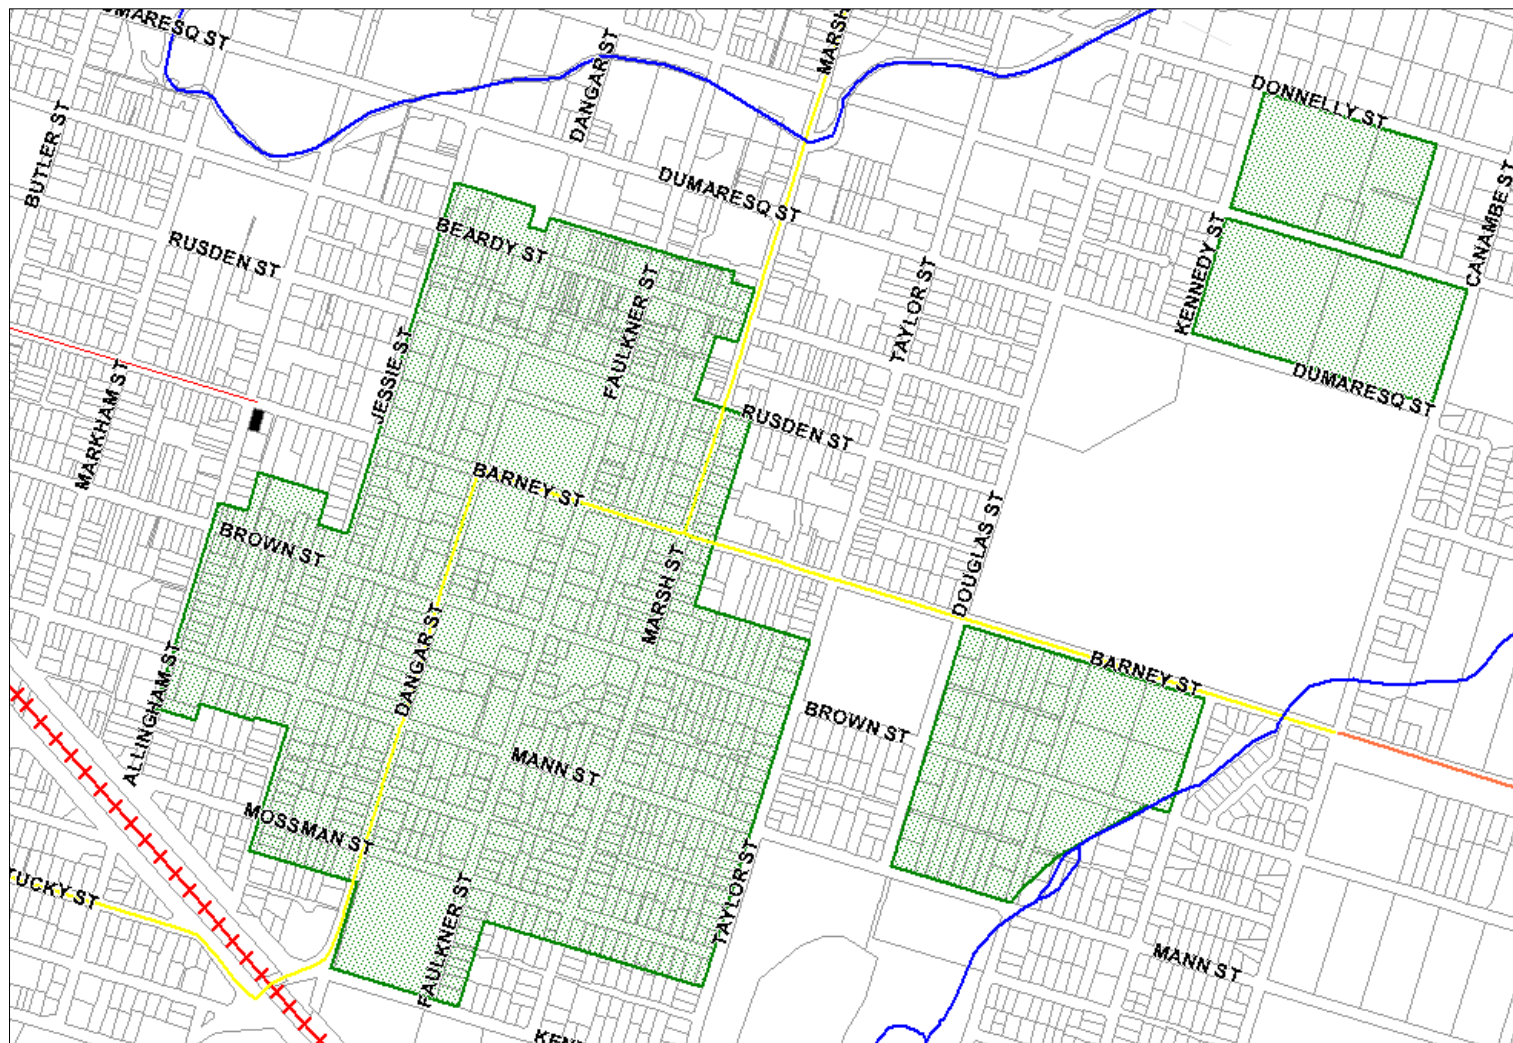 UMARESQ ST
DANGAR ST
MARSH
DONNELLY ST
BUTLER ST
DUMARESQ ST
CANAMBE ST
RUSDEN ST
BEARDY ST
KENNEDY ST
FAULKNER ST
TAYLOR ST
JESSIE ST
MARKHAM ST
DUMARESQ ST
RUSDEN ST
BARNEY ST
BROWN ST
DOUGLAS ST
MARSH ST
DANGAR ST
ALLINGHAM ST
BARNEY ST
BROWN ST
MANN ST
MOSSMAN ST
TUCKY ST
FAULKNER ST
TAYLOR ST
MANN ST
KEN